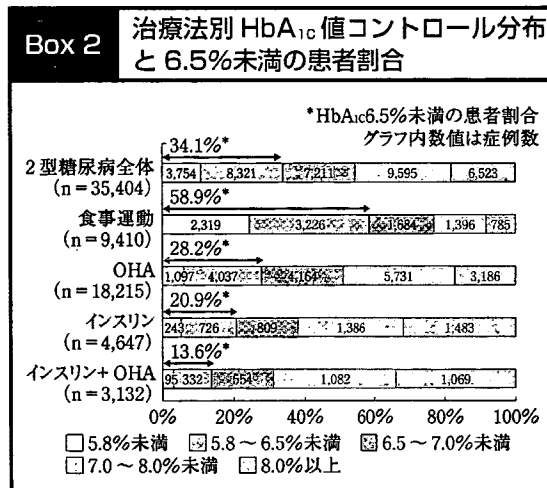 Box 2
治療法別 HbA1C 値コントロール分布
と 6.5%未満の患者割合
*HbA1C6.5%未満の患者割合
グラフ内数値は症例数
34.1%*
2 型糖尿病全体
(n = 35,404)
3,754 8,321 7,211 9,595 6,523
58.9%*
食事運動
(n = 9,410)
2,319 3,226 1,684 1,396 785
28.2%*
OHA
(n = 18,215)
1,097 4,037 4,164 5,731 3,186
20.9%*
インスリン
(n = 4,647)
243 726 809 1,386 1,483
13.6%*
インスリン+ OHA
(n = 3,132)
95 332 554 1,082 1,069
0% 20% 40% 60% 80% 100%
5.8%未満 5.8 ~ 6.5%未満 6.5 ~ 7.0%未満
7.0 ~ 8.0%未満 8.0%以上